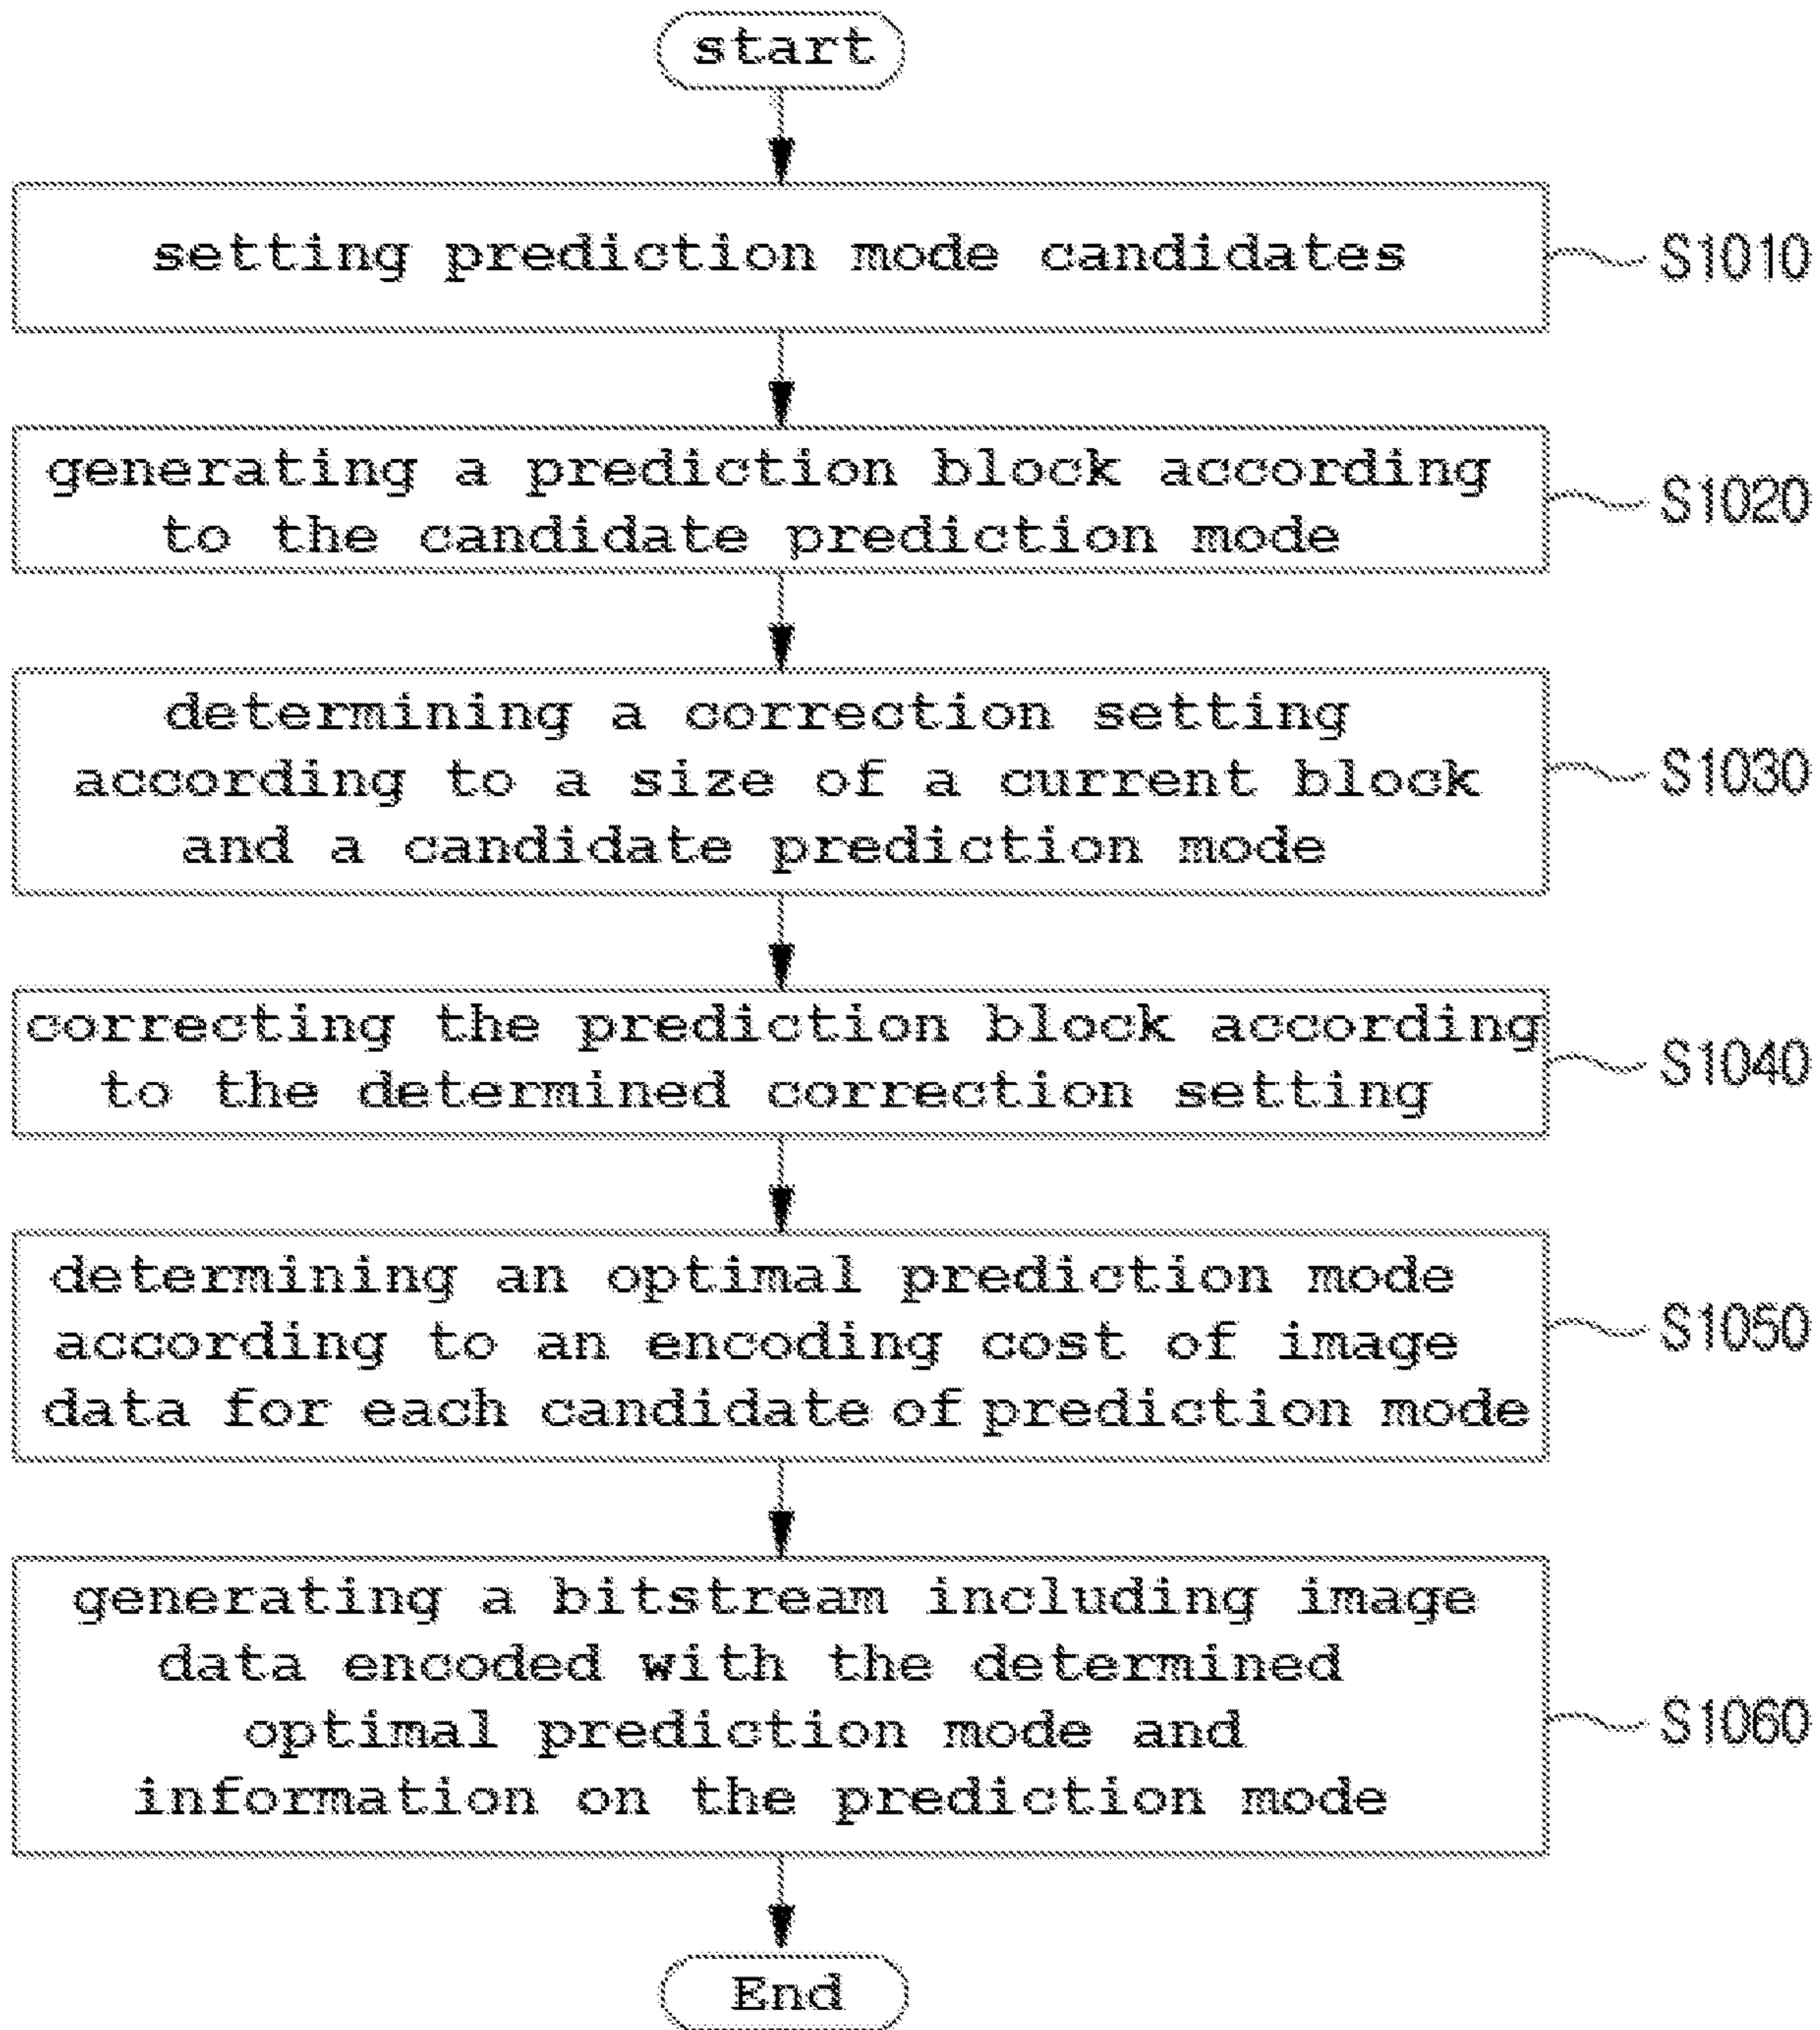 start
setting prediction mode candidates
S1010
generating a prediction block according
to the candidate prediction mode
S1020
determining a correction setting
according to a size of a current block
and a candidate prediction mode
S1030
correcting the prediction block according
to the determined correction setting
S1040
determining an optimal prediction mode
according to an encoding cost of image
data for each candidate of prediction mode
S1050
generating a bitstream including image
data encoded with the determined
optimal prediction mode and
information on the prediction mode
S1060
End